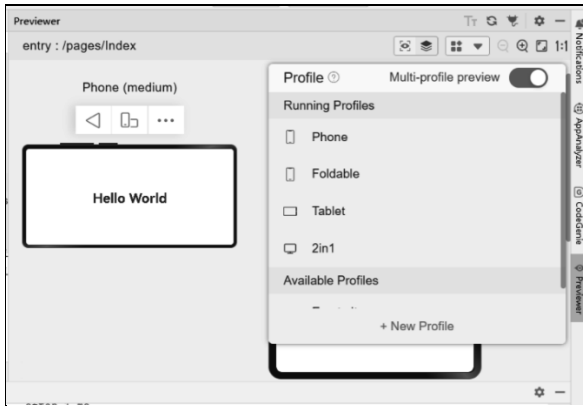 Previewer
entry : /pages/Index
1:1
Phone (medium)
Hello World
Profile
Multi-profile preview
Running Profiles
Phone
Foldable
Tablet
2in1
Available Profiles
+ New Profile
Notifications
AppAnalyzer
CodeGenie
Previewer